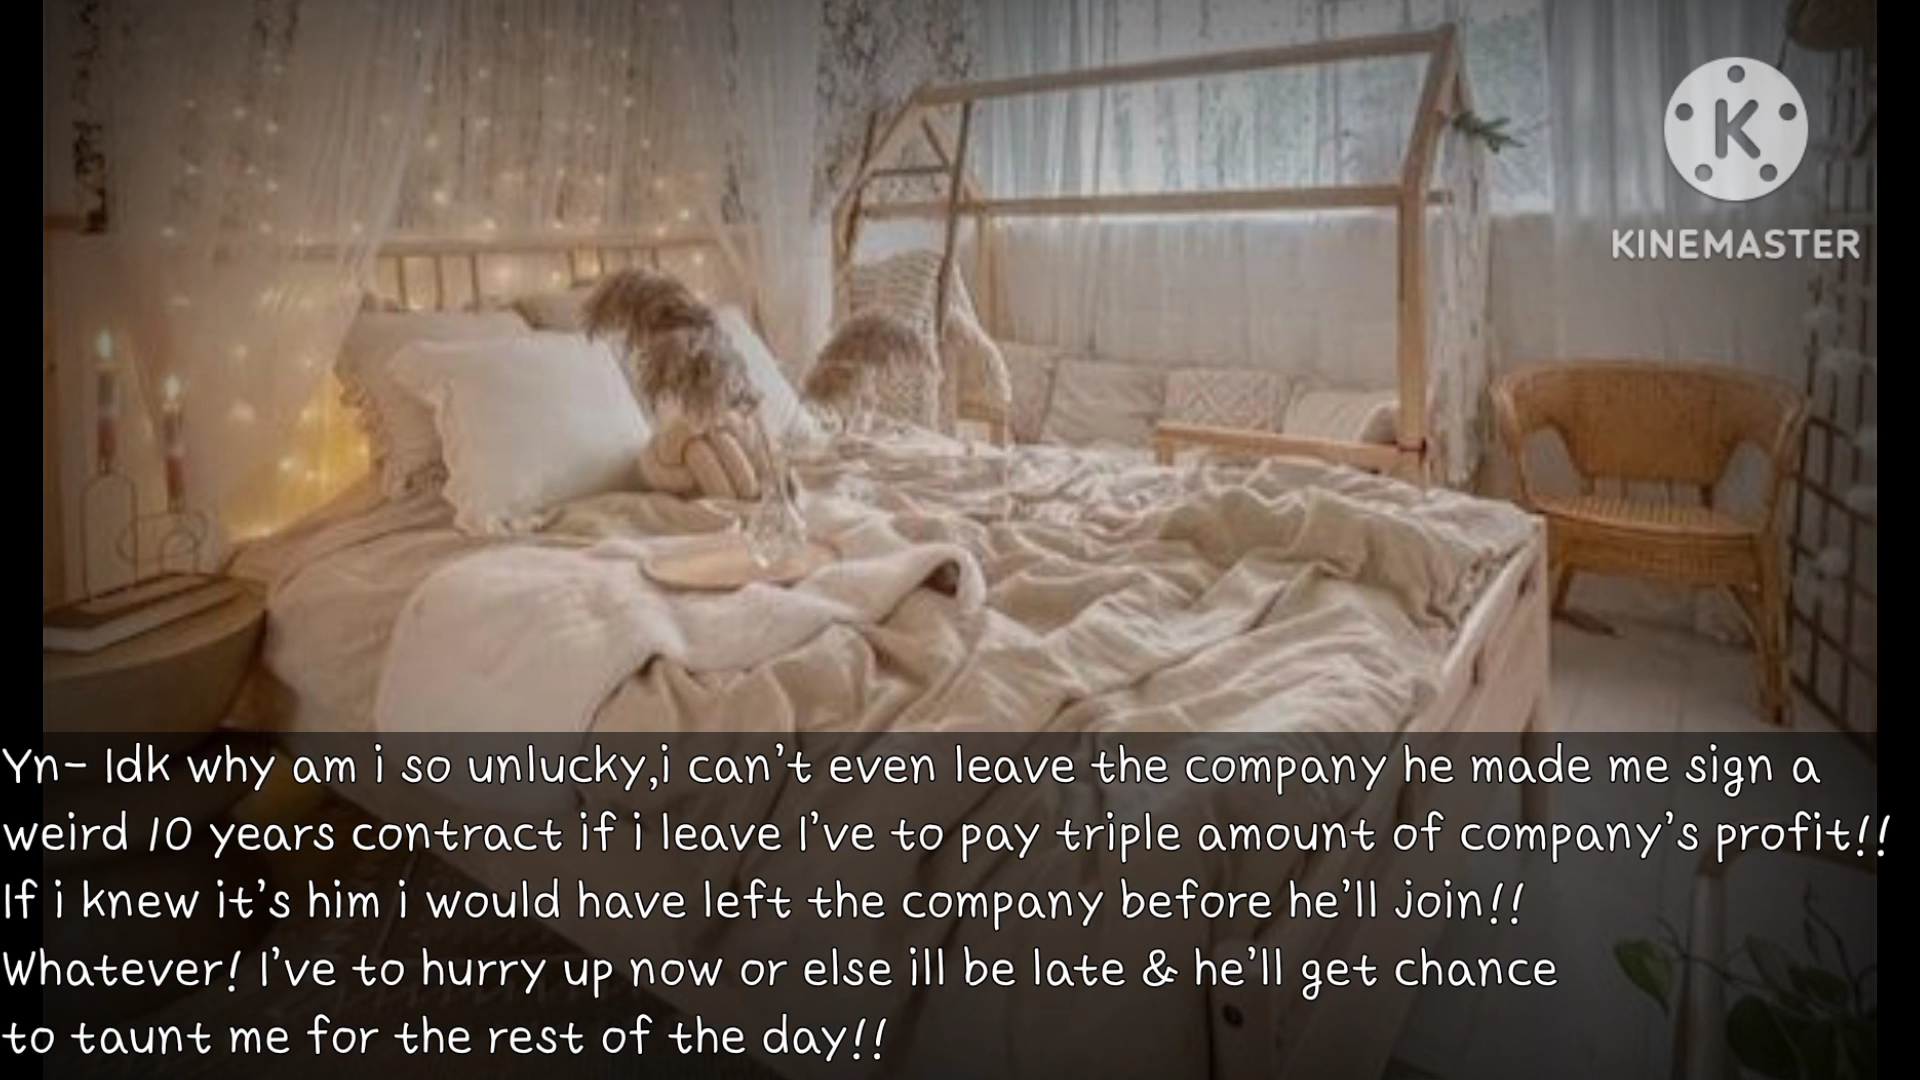 K
KINEMASTER
Yn- Idk why am i so unlucky,i can't even leave the company he made me sign a
weird 10 years contract if i leave I've to pay triple amount of company's profit!!
If i knew it's him i would have left the company before he'll join!!
Whatever! I've to hurry up now or else ill be late & he'll get chance
to taunt me for the rest of the day!!